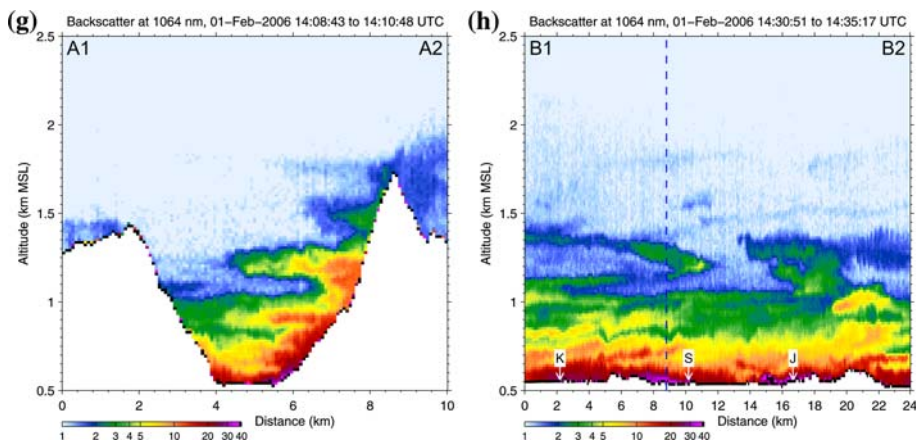 (g) Backscatter at 1064 nm, 01-Feb-2006 14:08:43 to 14:10:48 UTC
A1 A2
Altitude (km MSL)
2.5
2
1.5
1
0.5
0 2 4 6 8 10
Distance (km)
1 2 3 4 5 10 20 30 40
(h) Backscatter at 1064 nm, 01-Feb-2006 14:30:51 to 14:35:17 UTC
B1 B2
Altitude (km MSL)
2.5
2
1.5
1
0.5
K S J
0 2 4 6 8 10 12 14 16 18 20 22 24
Distance (km)
1 2 3 4 5 10 20 30 40